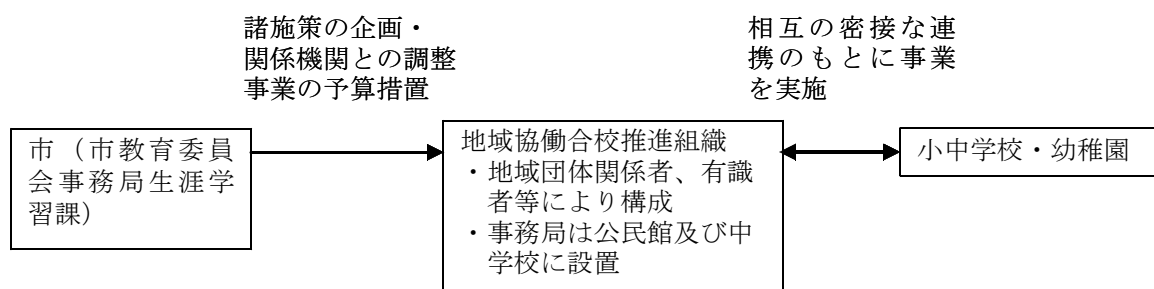 諸施策の企画・
関係機関との調整
事業の予算措置
相互の密接な連
携のもとに事業
を実施
市（市教育委員
会事務局生涯学
習課）
地域協働合校推進組織
・地域団体関係者、有識
者等により構成
・事務局は公民館及び中
学校に設置
小中学校・幼稚園